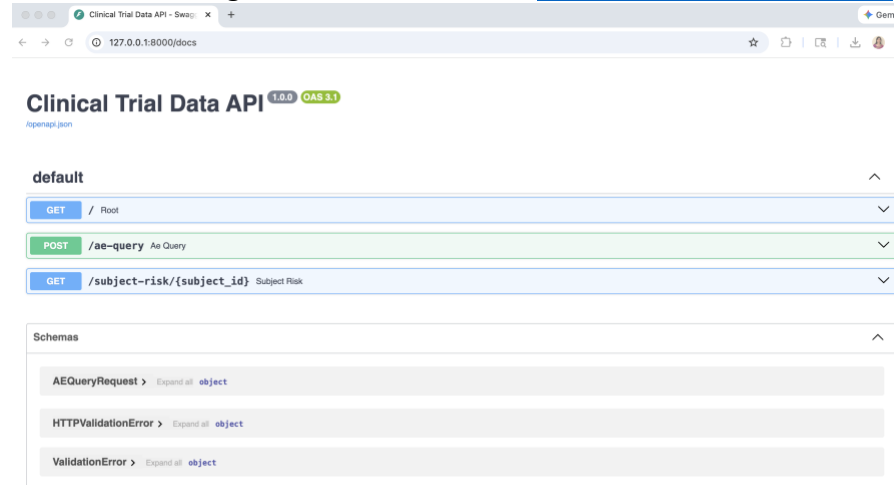 Clinical Trial Data API - Swag
Gem
127.0.0.1:8000/docs
Clinical Trial Data API 1.0.0 OAS 3.1
/openapi.json
default
GET / Root
POST /ae-query Ae Query
GET /subject-risk/{subject_id} Subject Risk
Schemas
AEQueryRequest > Expand all object
HTTPValidationError > Expand all object
ValidationError > Expand all object